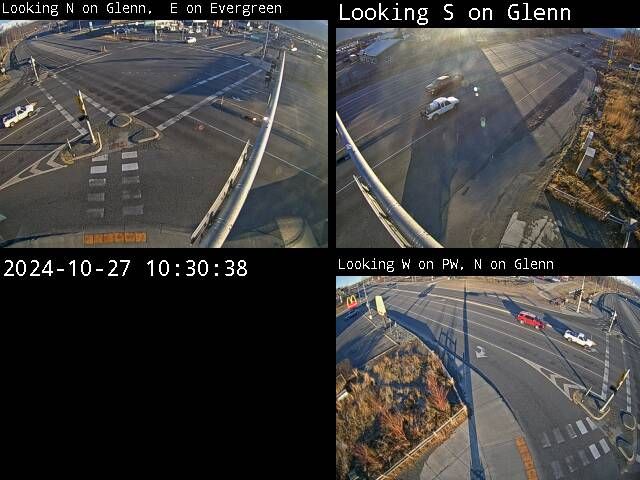 Looking N on Glenn,  E on Evergreen
Looking S on Glenn
2024-10-27 10:30:38
Looking W on PW, N on Glenn